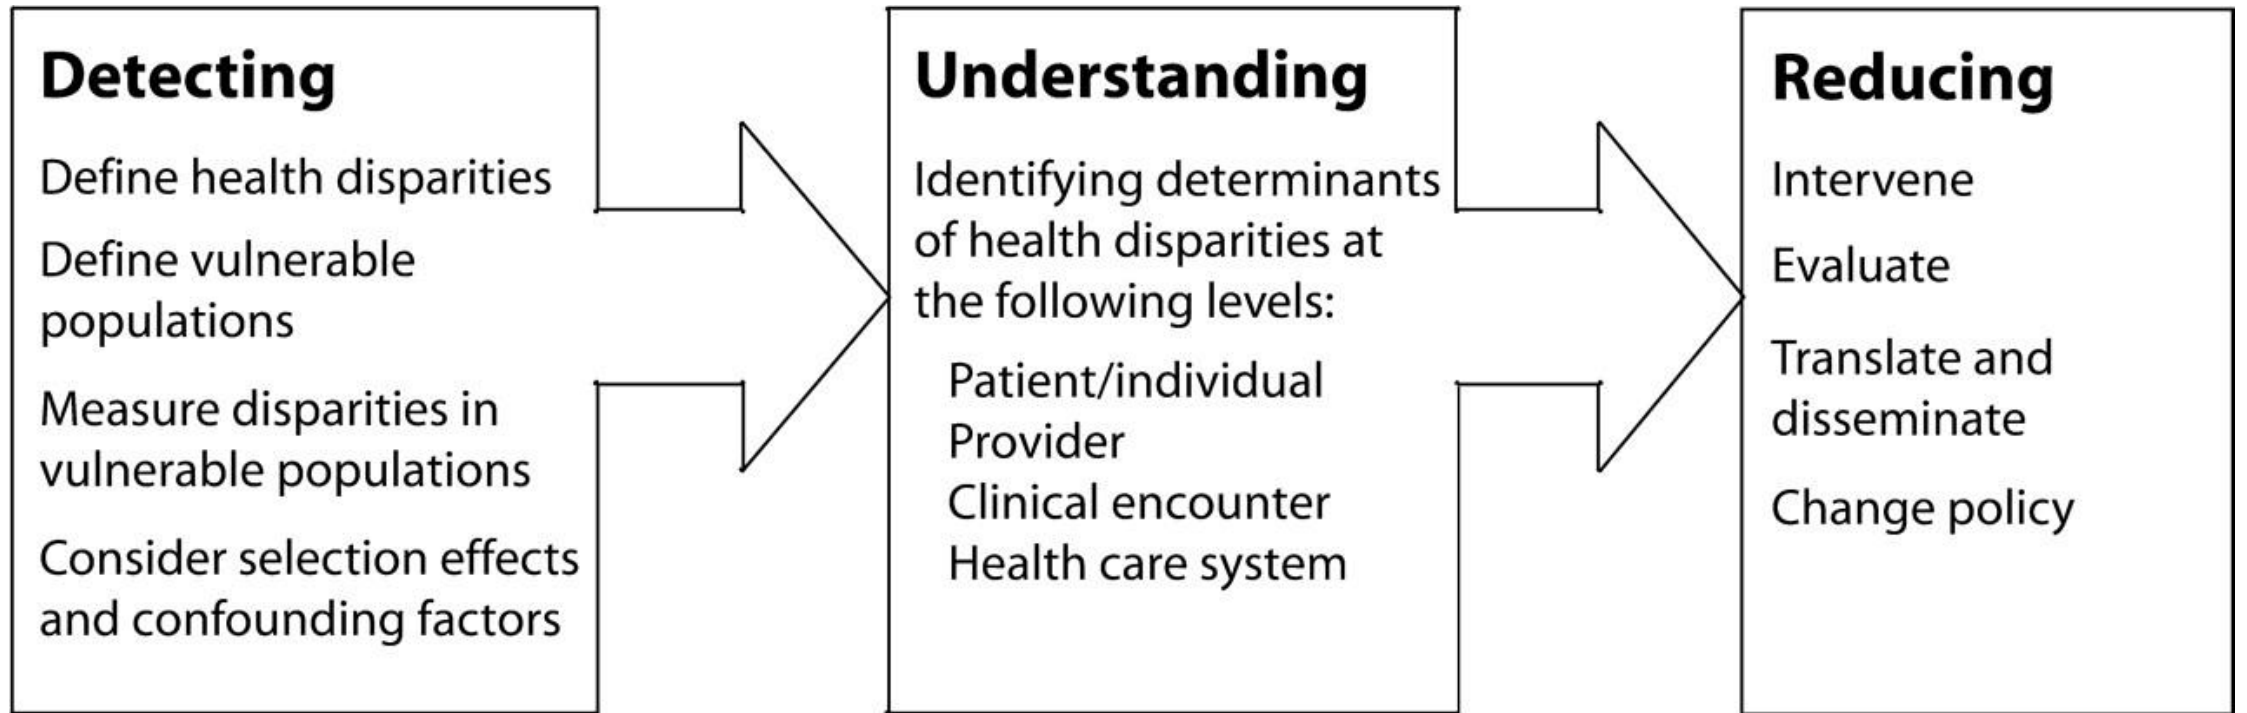 Detecting
Define health disparities
Define vulnerable
populations
Measure disparities in
vulnerable populations
Consider selection effects
and confounding factors
Understanding
Identifying determinants
of health disparities at
the following levels:
Patient/individual
Provider
Clinical encounter
Health care system
Reducing
Intervene
Evaluate
Translate and
disseminate
Change policy